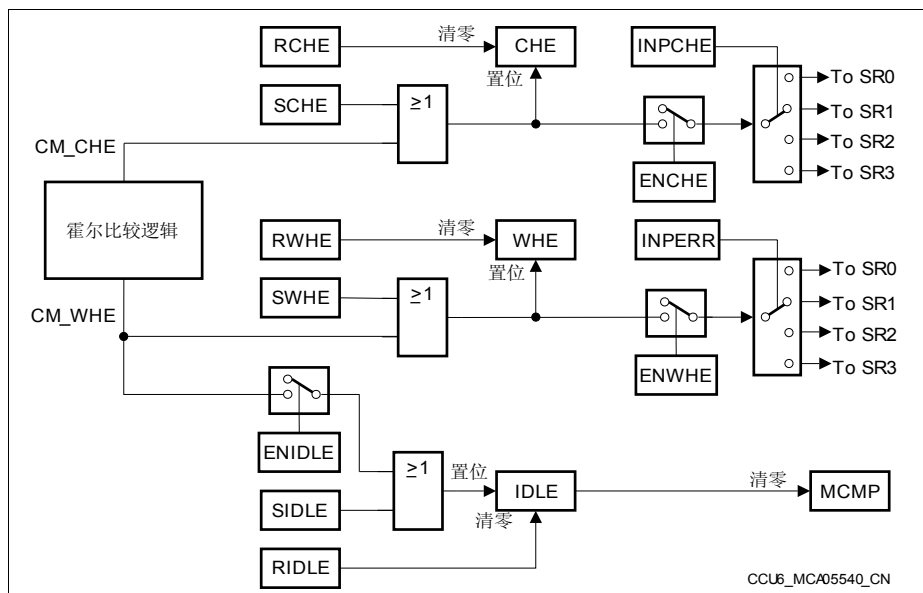 RCHE
清零
CHE
INPCHE
置位
To SR0
SCHE
≥1
To SR1
To SR2
CM_CHE
ENCHE
To SR3
霍尔比较逻辑
RWHE
清零
WHE
INPERR
置位
To SR0
SWHE
≥1
To SR1
CM_WHE
To SR2
ENWHE
To SR3
ENIDLE
≥1
置位
IDLE
清零
MCMP
SIDLE
清零
RIDLE
CCU6_MCA05540_CN